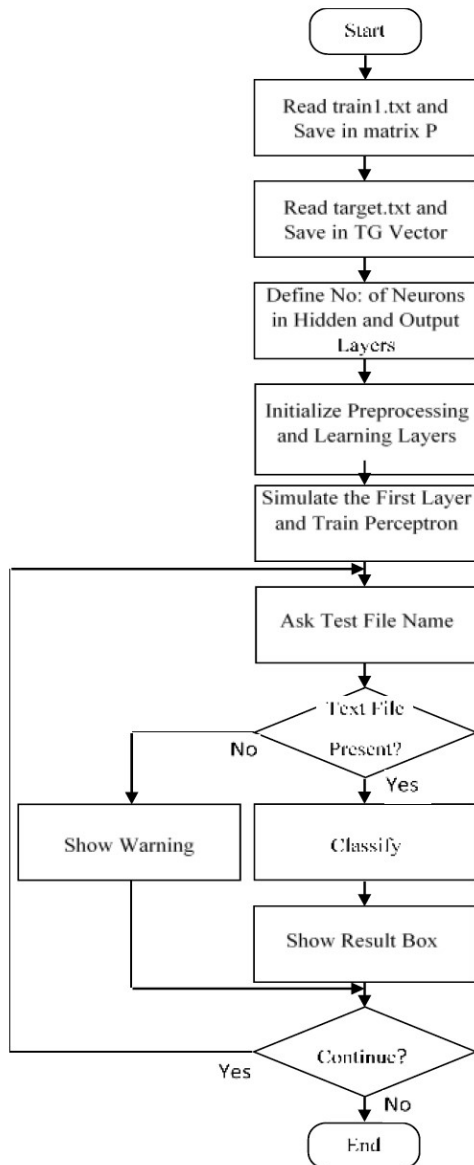 Start
Read train1.txt and
Save in matrix P
Read target.txt and
Save in TG Vector
Define No: of Neurons
in Hidden and Output
Layers
Initialize Preprocessing
and Learning Layers
Simulate the First Layer
and Train Perceptron
Ask Test File Name
Text File
Present?
No
Yes
Show Warning
Classify
Show Result Box
Continue?
Yes
No
End